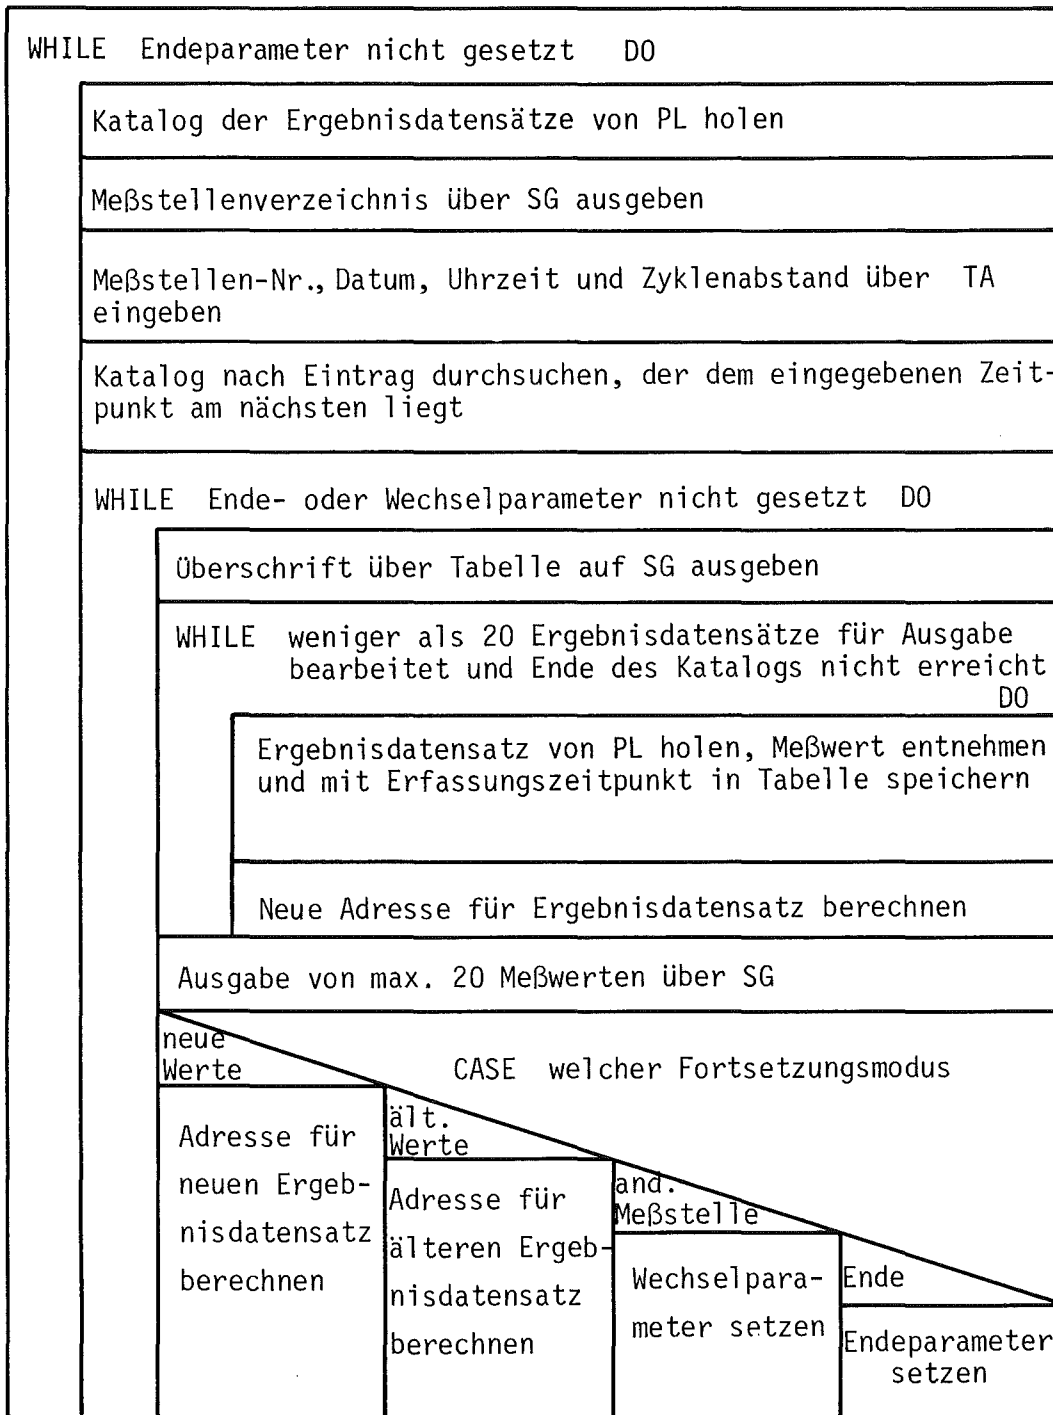 WHILE Endeparameter nicht gesetzt DO
Katalog der Ergebnisdatensätze von PL holen
Meßstellenverzeichnis über SG ausgeben
Meßstellen-Nr., Datum, Uhrzeit und Zyklenabstand über TA
eingeben
Katalog nach Eintrag durchsuchen, der dem eingegebenen Zeit-
punkt am nächsten liegt
WHILE Ende- oder Wechselparameter nicht gesetzt DO
Überschrift über Tabelle auf SG ausgeben
WHILE weniger als 20 Ergebnisdatensätze für Ausgabe
bearbeitet und Ende des Katalogs nicht erreicht
DO
Ergebnisdatensatz von PL holen, Meßwert entnehmen
und mit Erfassungszeitpunkt in Tabelle speichern
Neue Adresse für Ergebnisdatensatz berechnen
Ausgabe von max. 20 Meßwerten über SG
CASE welcher Fortsetzungsmodus
neue
Werte
Adresse für
neuen Ergeb-
nisdatensatz
berechnen
ält.
Werte
Adresse für
älteren Ergeb-
nisdatensatz
berechnen
and.
Meßstelle
Wechselpara-
meter setzen
Ende
Endeparameter
setzen